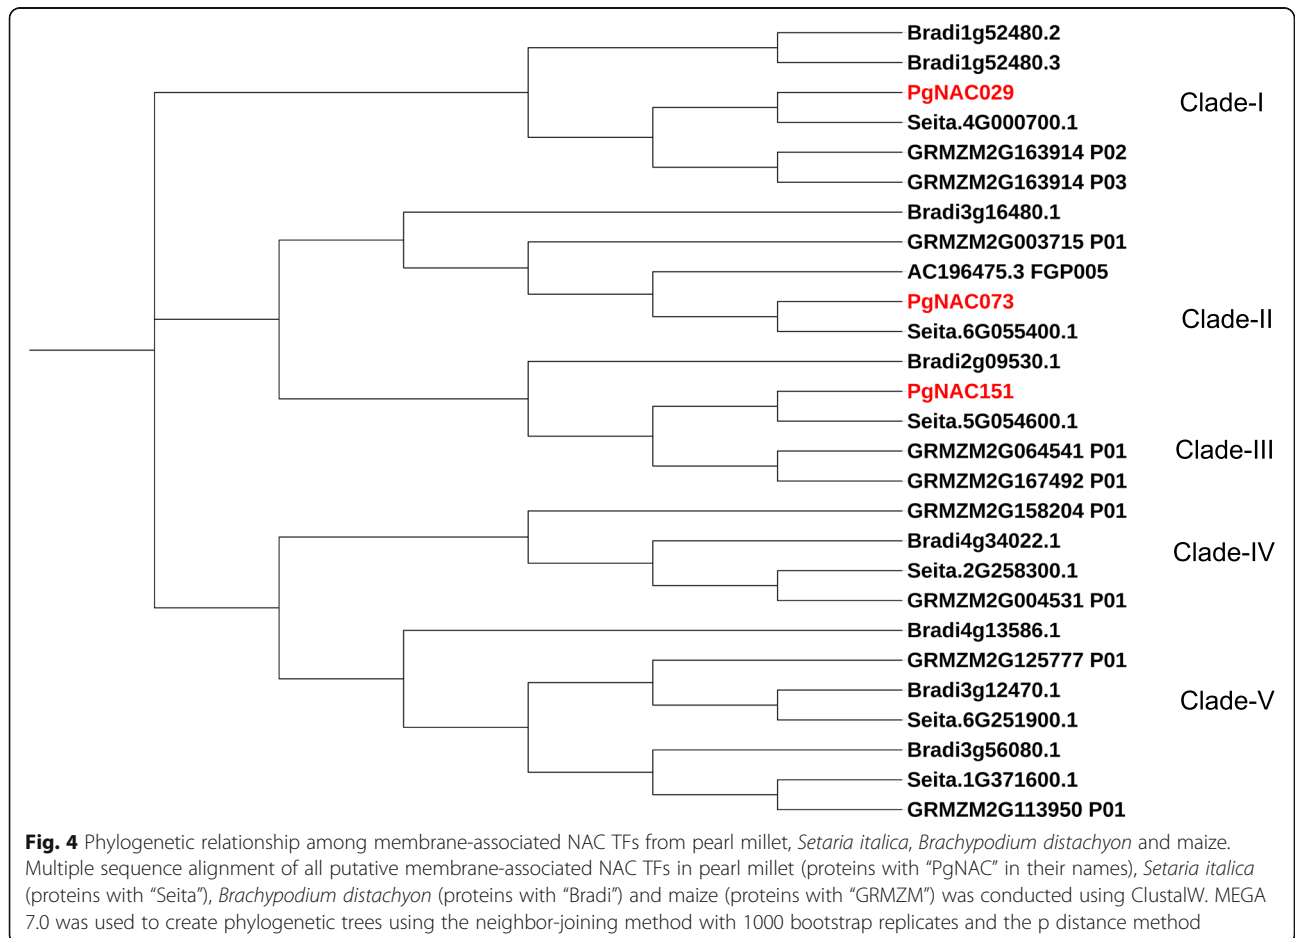 Bradi1g52480.2
Bradi1g52480.3
PgNAC029
Clade-I
Seita.4G000700.1
GRMZM2G163914 P02
GRMZM2G163914 P03
Bradi3g16480.1
GRMZM2G003715 P01
AC196475.3 FGP005
PgNAC073
Clade-II
Seita.6G055400.1
Bradi2g09530.1
PgNAC151
Seita.5G054600.1
GRMZM2G064541 P01
Clade-III
GRMZM2G167492 P01
GRMZM2G158204 P01
Bradi4g34022.1
Clade-IV
Seita.2G258300.1
GRMZM2G004531 P01
Bradi4g13586.1
GRMZM2G125777 P01
Bradi3g12470.1
Clade-V
Seita.6G251900.1
Bradi3g56080.1
Seita.1G371600.1
GRMZM2G113950 P01
Fig. 4 Phylogenetic relationship among membrane-associated NAC TFs from pearl millet, Setaria italica, Brachypodium distachyon and maize.
Multiple sequence alignment of all putative membrane-associated NAC TFs in pearl millet (proteins with “PgNAC” in their names), Setaria italica
(proteins with “Seita”), Brachypodium distachyon (proteins with “Bradi”) and maize (proteins with “GRMZM”) was conducted using ClustalW. MEGA
7.0 was used to create phylogenetic trees using the neighbor-joining method with 1000 bootstrap replicates and the p distance method